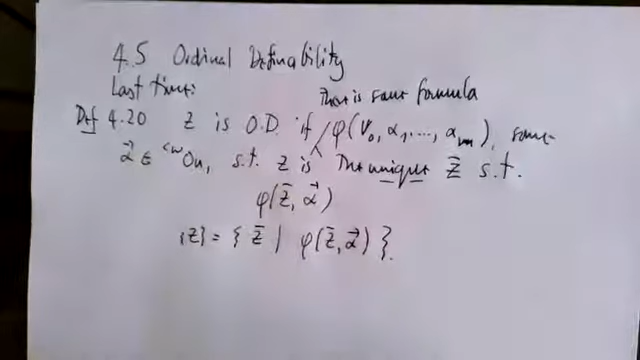 4.5 Ordinal Definability
Last time:
There is some formula
Def 4.20 z is O.D. if φ(v₀, α₁, ..., αₘ), some
α⃗ ∈ <ωOn, s.t. z is the unique z̄ s.t.
φ(z̄, α⃗)
{z} = { z̄ | φ(z̄, α⃗) }.